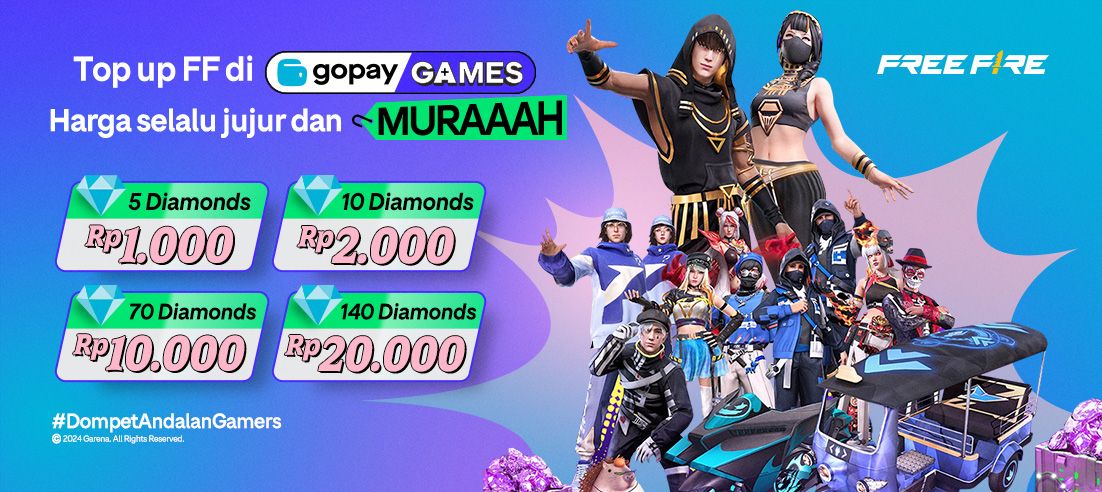 Top up FF di gopay GAMES
Harga selalu jujur dan MURAAAH
FREE FIRE
5 Diamonds
Rp1.000
10 Diamonds
Rp2.000
70 Diamonds
Rp10.000
140 Diamonds
Rp20.000
#DompetAndalanGamers
© 2024 Garena. All Rights Reserved.